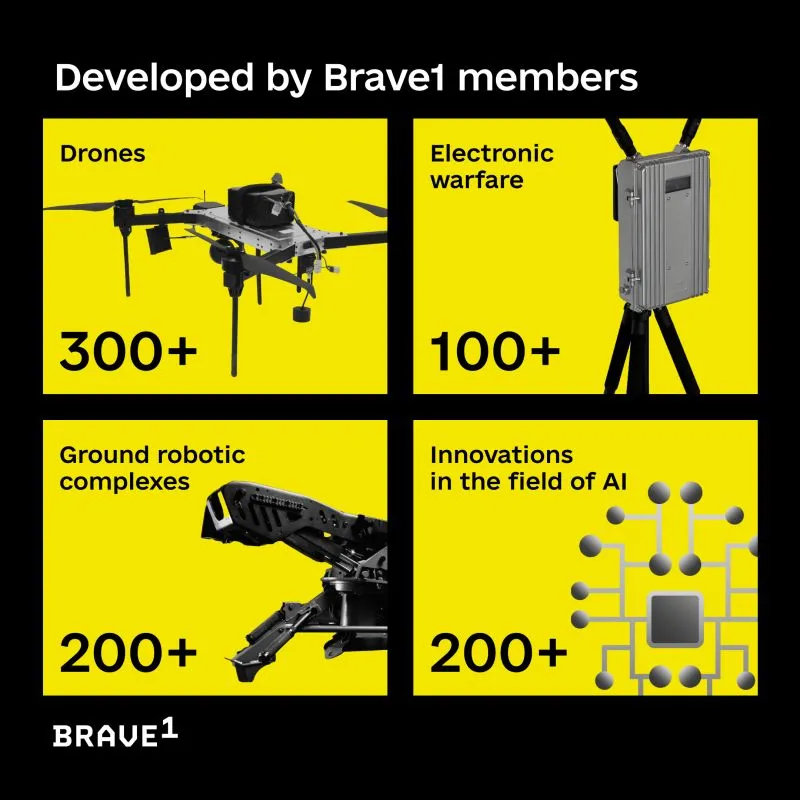 Developed by Brave1 members
Drones
300+
Electronic
warfare
100+
Ground robotic
complexes
200+
Innovations
in the field of AI
200+
BRAVE1